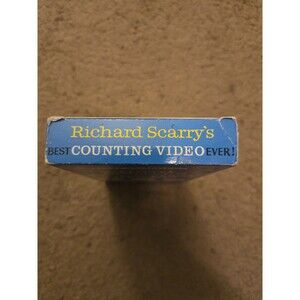 Richard Scarry's
BEST COUNTING VIDEO EVER!